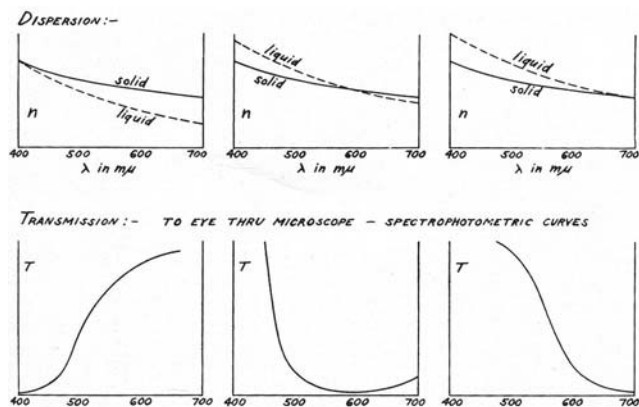 DISPERSION:-
solid
liquid
n
400 500 600 700
λ in mμ
liquid
solid
n
400 500 600 700
λ in mμ
liquid
solid
n
400 500 600 700
λ in mμ
TRANSMISSION:- TO EYE THRU MICROSCOPE - SPECTROPHOTOMETRIC CURVES
T
400 500 600 700
T
400 500 600 700
T
400 500 600 700